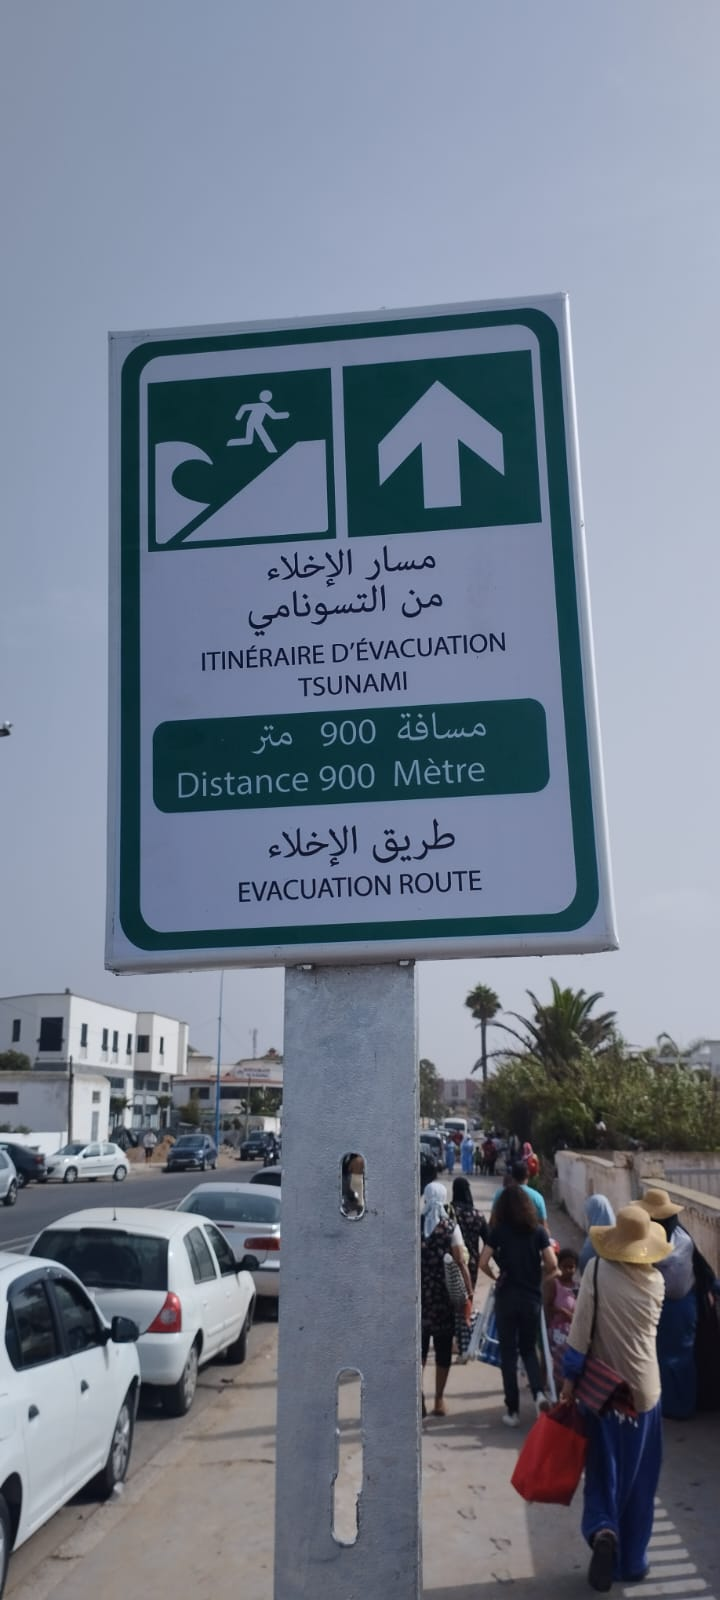 مسار الإخلاء
من التسونامي
ITINÉRAIRE D'ÉVACUATION
TSUNAMI
مسافة 900 متر
Distance 900 Mètre
طريق الإخلاء
EVACUATION ROUTE